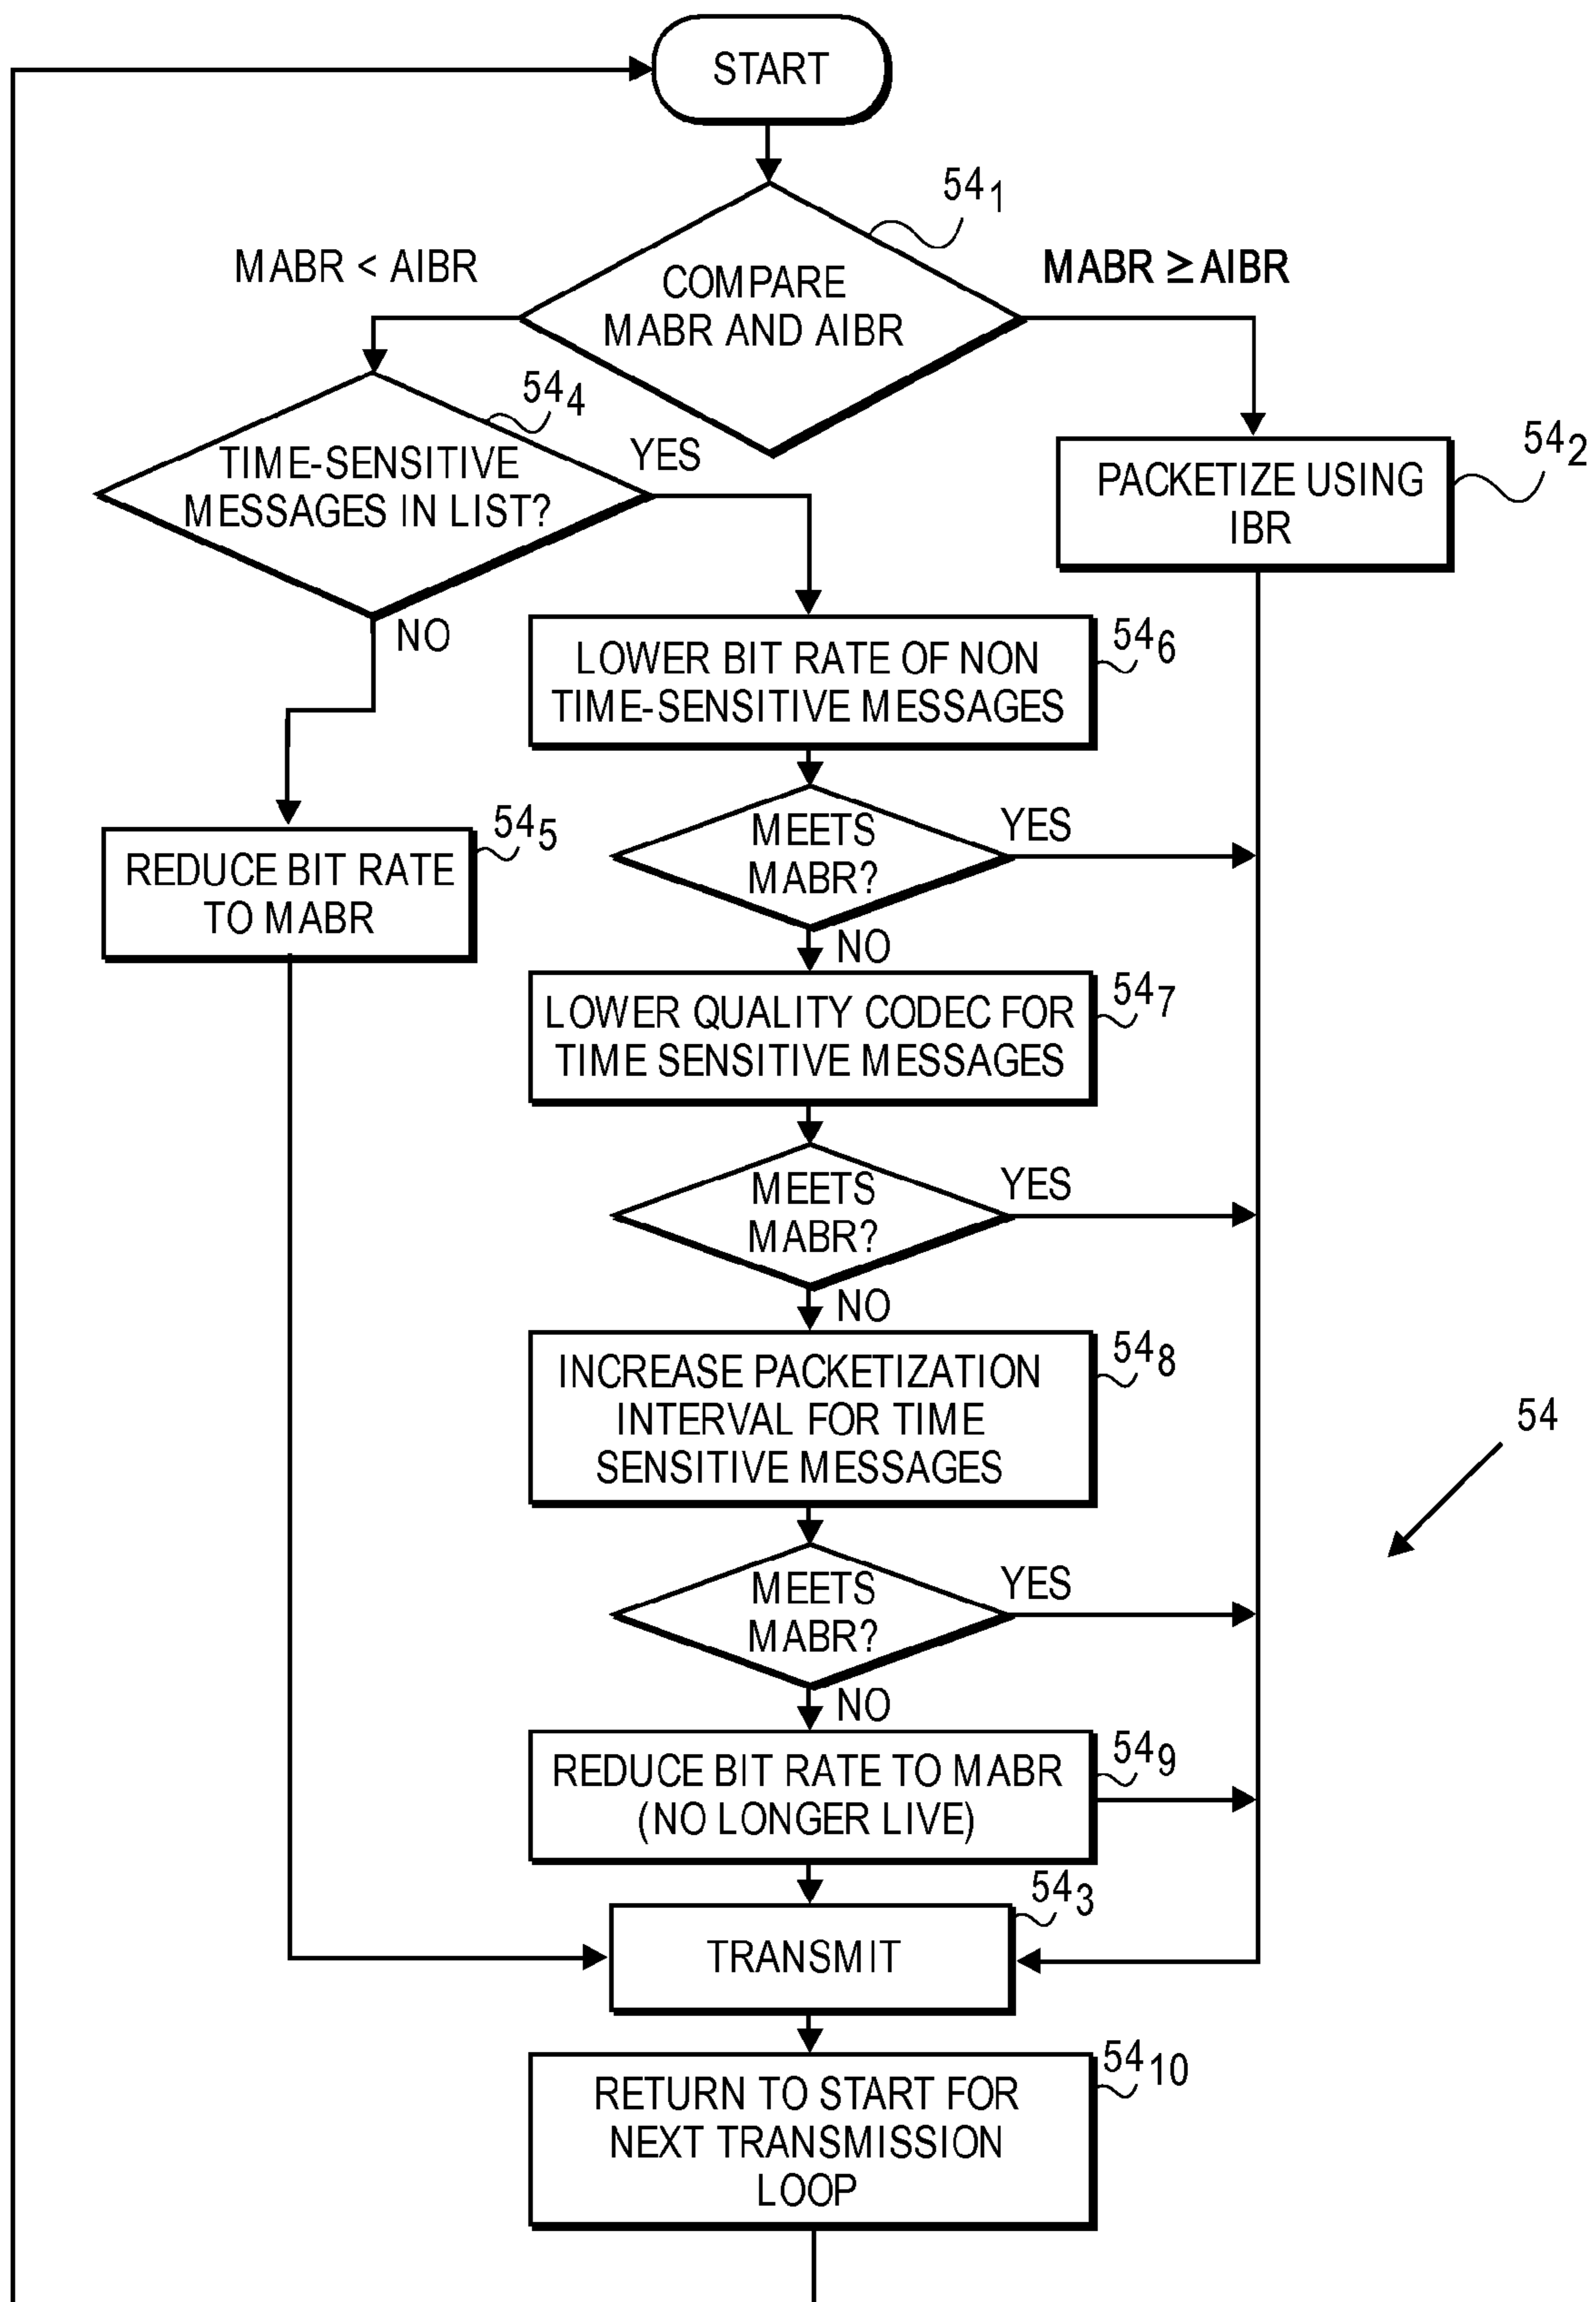 START
54₁
MABR < AIBR
MABR ≥ AIBR
COMPARE
MABR AND AIBR
54₄
TIME-SENSITIVE
MESSAGES IN LIST?
YES
54₂
PACKETIZE USING
IBR
NO
54₆
LOWER BIT RATE OF NON
TIME-SENSITIVE MESSAGES
54₅
REDUCE BIT RATE
TO MABR
MEETS
MABR?
YES
NO
54₇
LOWER QUALITY CODEC FOR
TIME SENSITIVE MESSAGES
MEETS
MABR?
YES
NO
54₈
INCREASE PACKETIZATION
INTERVAL FOR TIME
SENSITIVE MESSAGES
54
MEETS
MABR?
YES
NO
54₉
REDUCE BIT RATE TO MABR
(NO LONGER LIVE)
54₃
TRANSMIT
54₁₀
RETURN TO START FOR
NEXT TRANSMISSION
LOOP